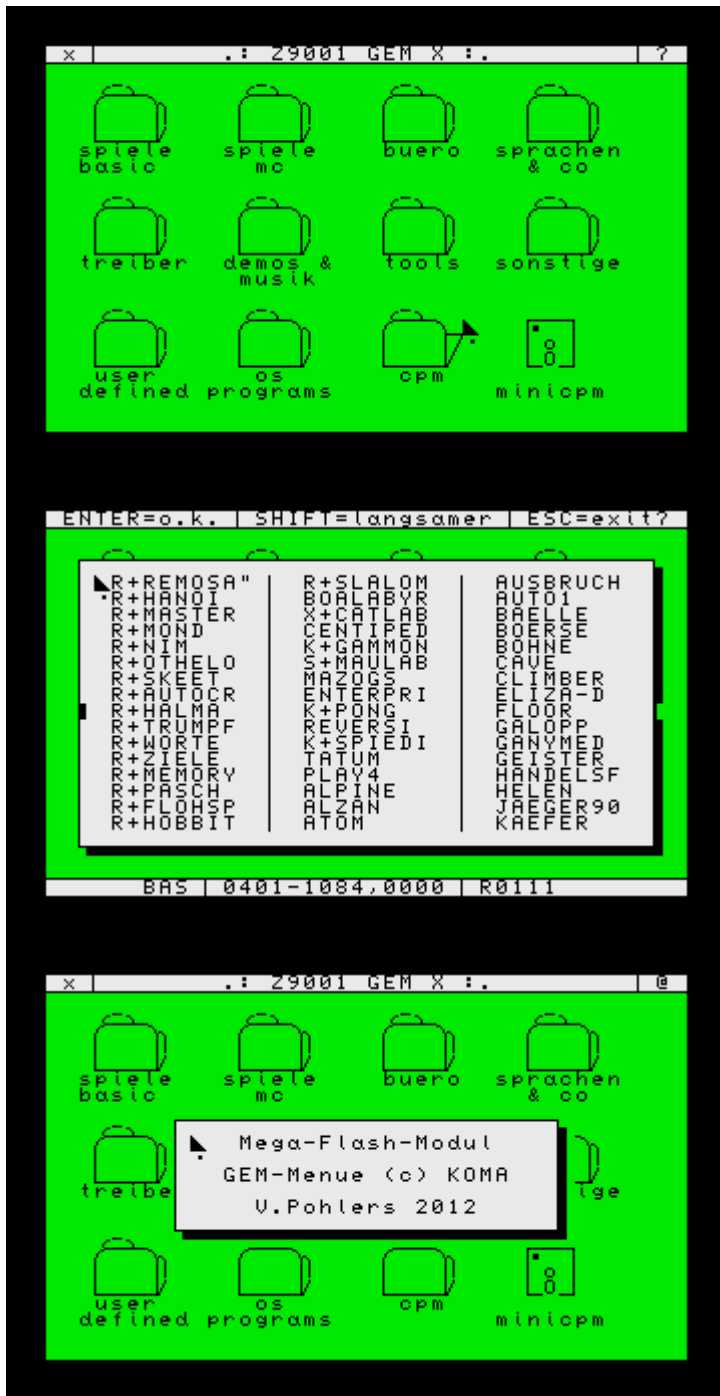 x .: Z9001 GEM X :. ?
spiele spiele buero sprachen
basic mc & co
treiber demos & tools sonstige
musik
user os cpm
defined programs minicpm
ENTER=o.k. | SHIFT=langsamer | ESC=exit?
R+REMOSA" | R+SLALOM | AUSBRUCH
R+HANOI BOALABYR AUTO1
R+MASTER X+CATLAB BAELLE
R+MOND CENTIPED BOERSE
R+NIM K+GAMMON BOHNE
R+OTHELO S+MAULAB CAVE
R+SKEET MAZOGS CLIMBER
R+AUTOCR ENTERPRI ELIZA-D
R+HALMA K+PONG FLOOR
R+TRUMPF REVERSI GALOPP
R+WORTE K+SPIEDI GANYMED
R+ZIELE TATUM GEISTER
R+MEMORY PLAY4 HANDELSF
R+PASCH ALPINE HELEN
R+FLOHSP ALZAN JAEGER90
R+HOBBIT ATOM KAEFER
BAS | 0401-1084,0000 | R0111
x .: Z9001 GEM X :. @
spiele spiele buero sprachen
basic mc & co
Mega-Flash-Modul
GEM-Menue (c) KOMA
treibe ige
V.Pohlers 2012
user os cpm
defined programs minicpm